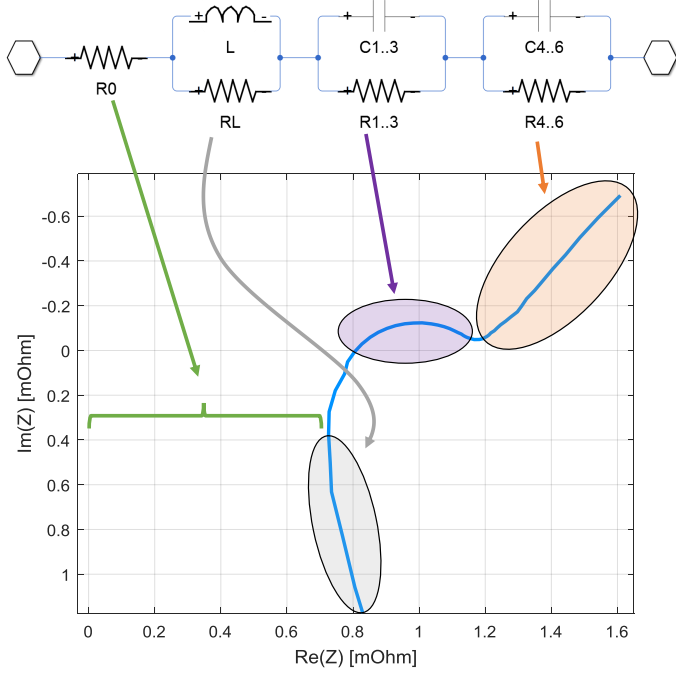 + - + - + -
L C1..3 C4..6
+ - + - + - + -
R0 RL R1..3 R4..6
-0.6
-0.4
-0.2
0
0.2
0.4
0.6
0.8
1
Im(Z) [mOhm]
0 0.2 0.4 0.6 0.8 1 1.2 1.4 1.6
Re(Z) [mOhm]